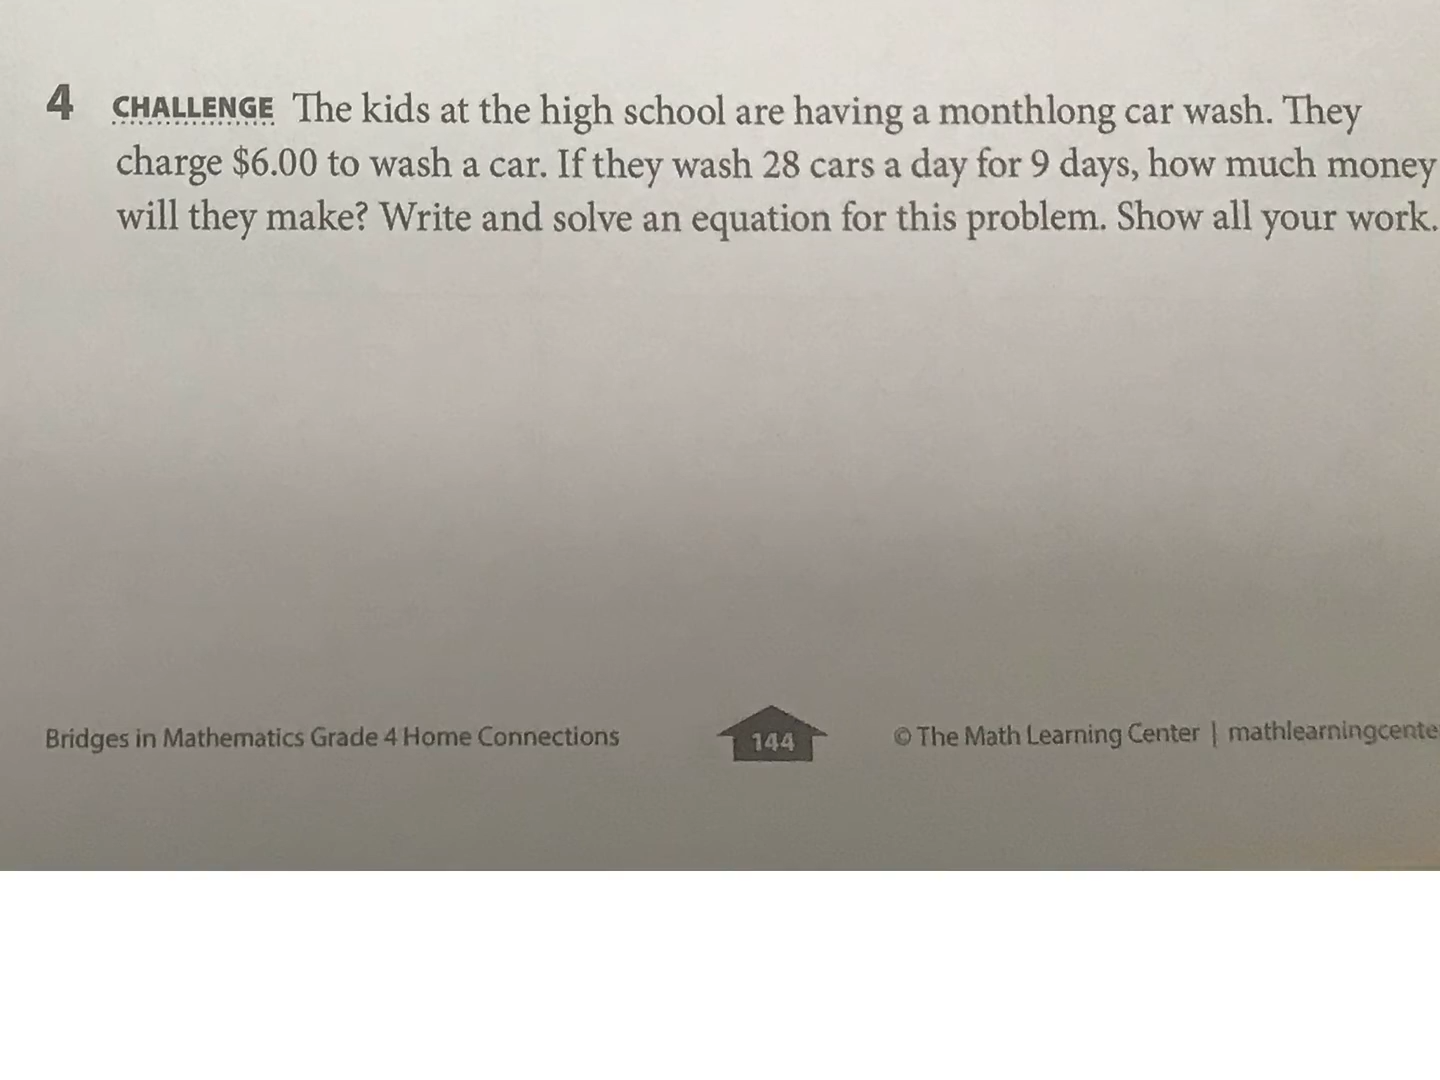 4 CHALLENGE The kids at the high school are having a monthlong car wash. They
charge $6.00 to wash a car. If they wash 28 cars a day for 9 days, how much money
will they make? Write and solve an equation for this problem. Show all your work.
Bridges in Mathematics Grade 4 Home Connections
144
© The Math Learning Center | mathlearningcente